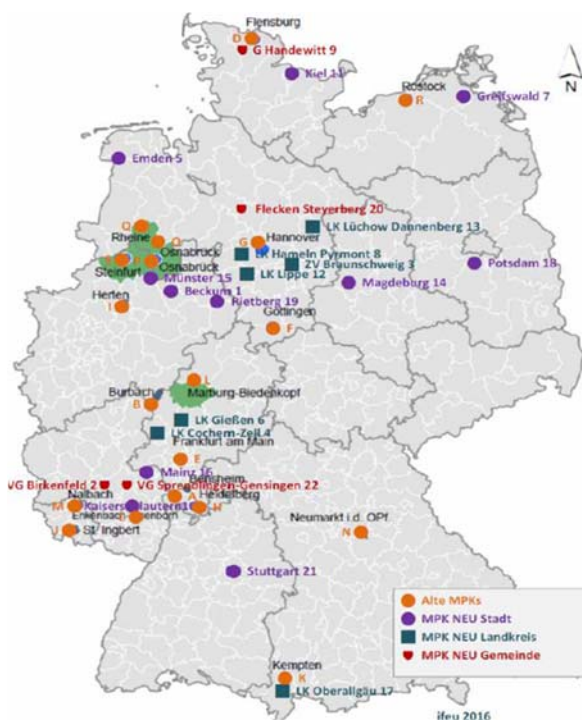 Flensburg
D
G Handewitt 9
Kiel 11
N
Rostock
R
Greifswald 7
Emden 5
Flecken Steyerberg 20
LK Lüchow Dannenberg 13
Q
Rheine
O
G
Hannover
Osnabrück
LK Hameln Pyrmont 8
ZV Braunschweig 3
Potsdam 18
Steinfurt
Osnabrück
LK Lippe 12
Münster 15
Magdeburg 14
Beckum 1
Rietberg 19
Herten
I
Göttingen
F
L
Burbach
Marburg-Biedenkopf
B
LK Gießen 6
LK Cochem-Zell 4
Frankfurt am Main
E
Mainz 16
Bensheim
VG Birkenfeld 2
VG Sprendlingen-Gensingen 22
Nalbach
A
Heidelberg
M
Kaiserslautern
H
Neumarkt i.d. OPf.
N
J
St. Ingbert
Stuttgart 21
Alte MPKs
MPK NEU Stadt
MPK NEU Landkreis
MPK NEU Gemeinde
Kempten
K
LK Oberallgäu 17
ifeu 2016